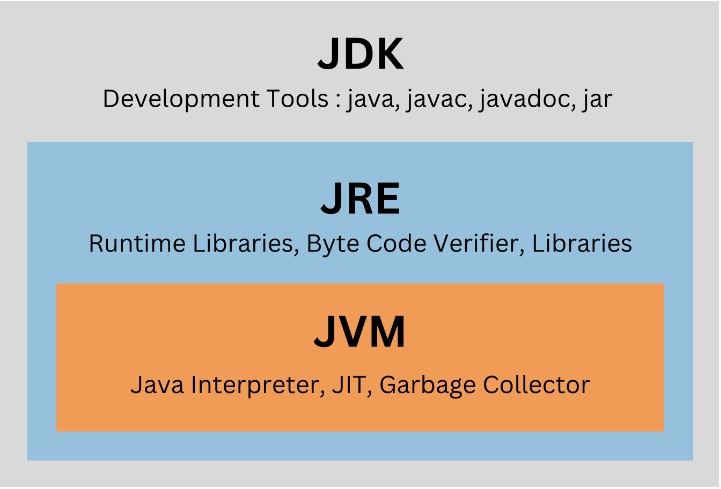 JDK
Development Tools : java, javac, javadoc, jar
JRE
Runtime Libraries, Byte Code Verifier, Libraries
JVM
Java Interpreter, JIT, Garbage Collector